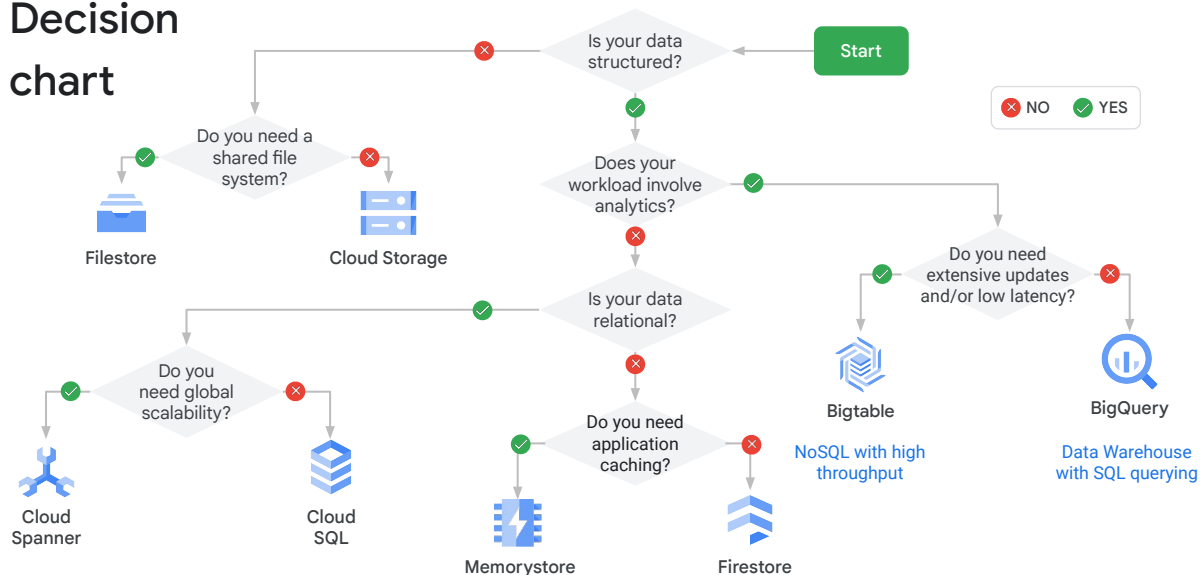 Decision
chart
Is your data
structured?
Start
NO
YES
Do you need a
shared file
system?
Does your
workload involve
analytics?
Filestore
Cloud Storage
Do you need
extensive updates
and/or low latency?
Is your data
relational?
Do you
need global
scalability?
Bigtable
BigQuery
Do you need
application
caching?
NoSQL with high
throughput
Data Warehouse
with SQL querying
Cloud
Spanner
Cloud
SQL
Memorystore
Firestore